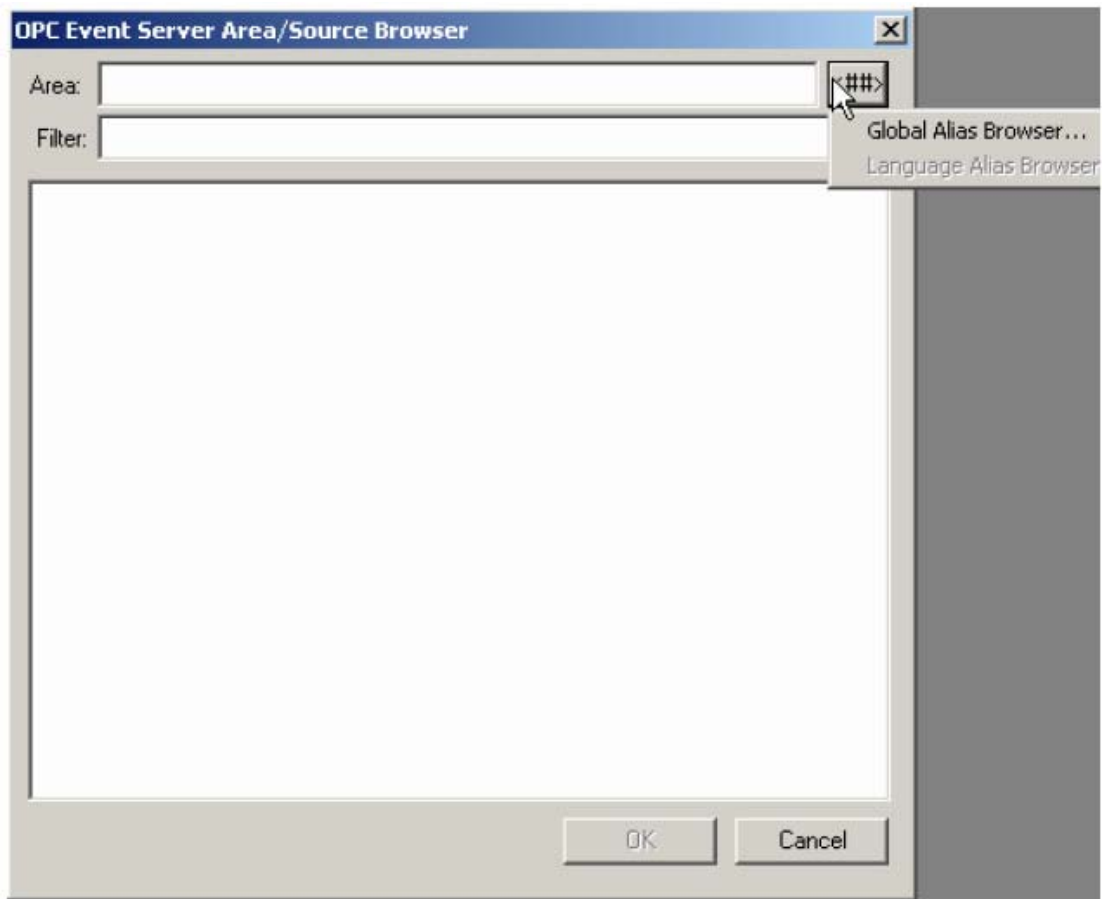 OPC Event Server Area/Source Browser
Area:
<##>
Filter:
Global Alias Browser...
Language Alias Browser
OK
Cancel